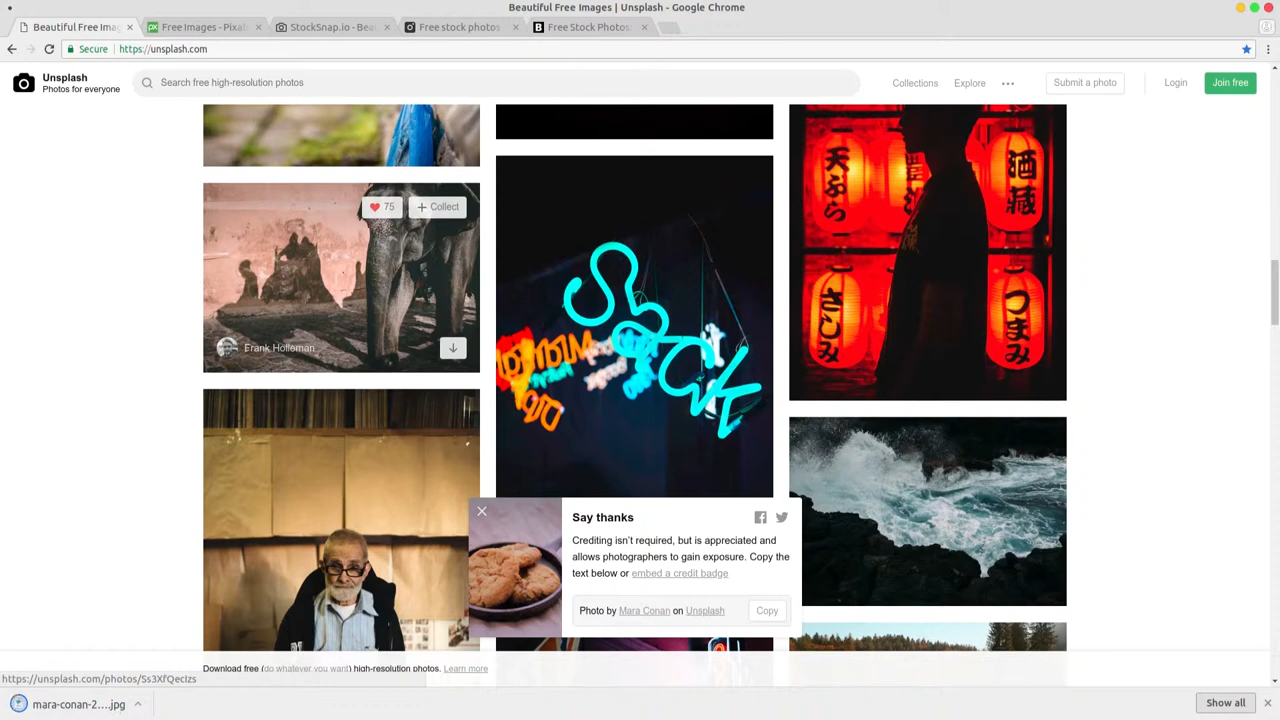 Beautiful Free Images | Unsplash - Google Chrome
Beautiful Free Imag
Free Images - Pixab
StockSnap.io - Beau
Free stock photos
Free Stock Photos
Secure
https://unsplash.com
Unsplash
Photos for everyone
Search free high-resolution photos
Collections
Explore
Submit a photo
Login
Join free
天ぷら
酒蔵
さしみ
つまみ
75
Collect
Frank Holleman
Say thanks
Crediting isn't required, but is appreciated and
allows photographers to gain exposure. Copy the
text below or embed a credit badge
Photo by Mara Conan on Unsplash
Copy
Download free (do whatever you want) high-resolution photos. Learn more
https://unsplash.com/photos/Ss3XfQecIzs
mara-conan-2....jpg
Show all